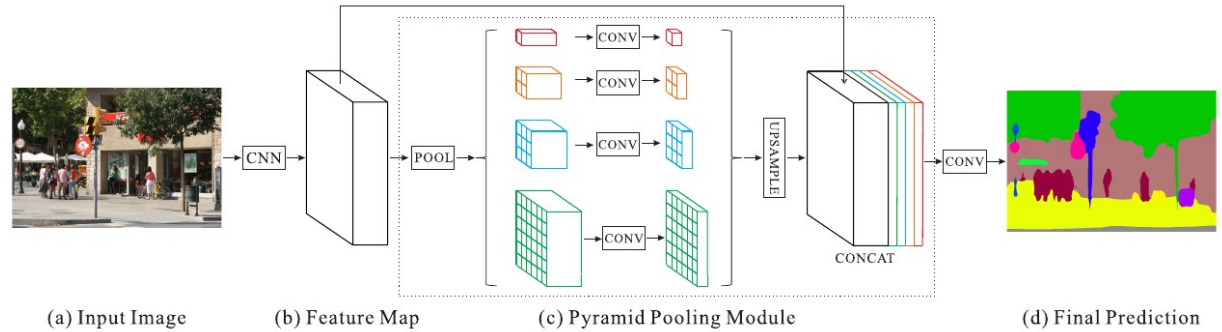 CONV
CONV
CNN
POOL
CONV
UPSAMPLE
CONV
CONV
CONCAT
(a) Input Image
(b) Feature Map
(c) Pyramid Pooling Module
(d) Final Prediction